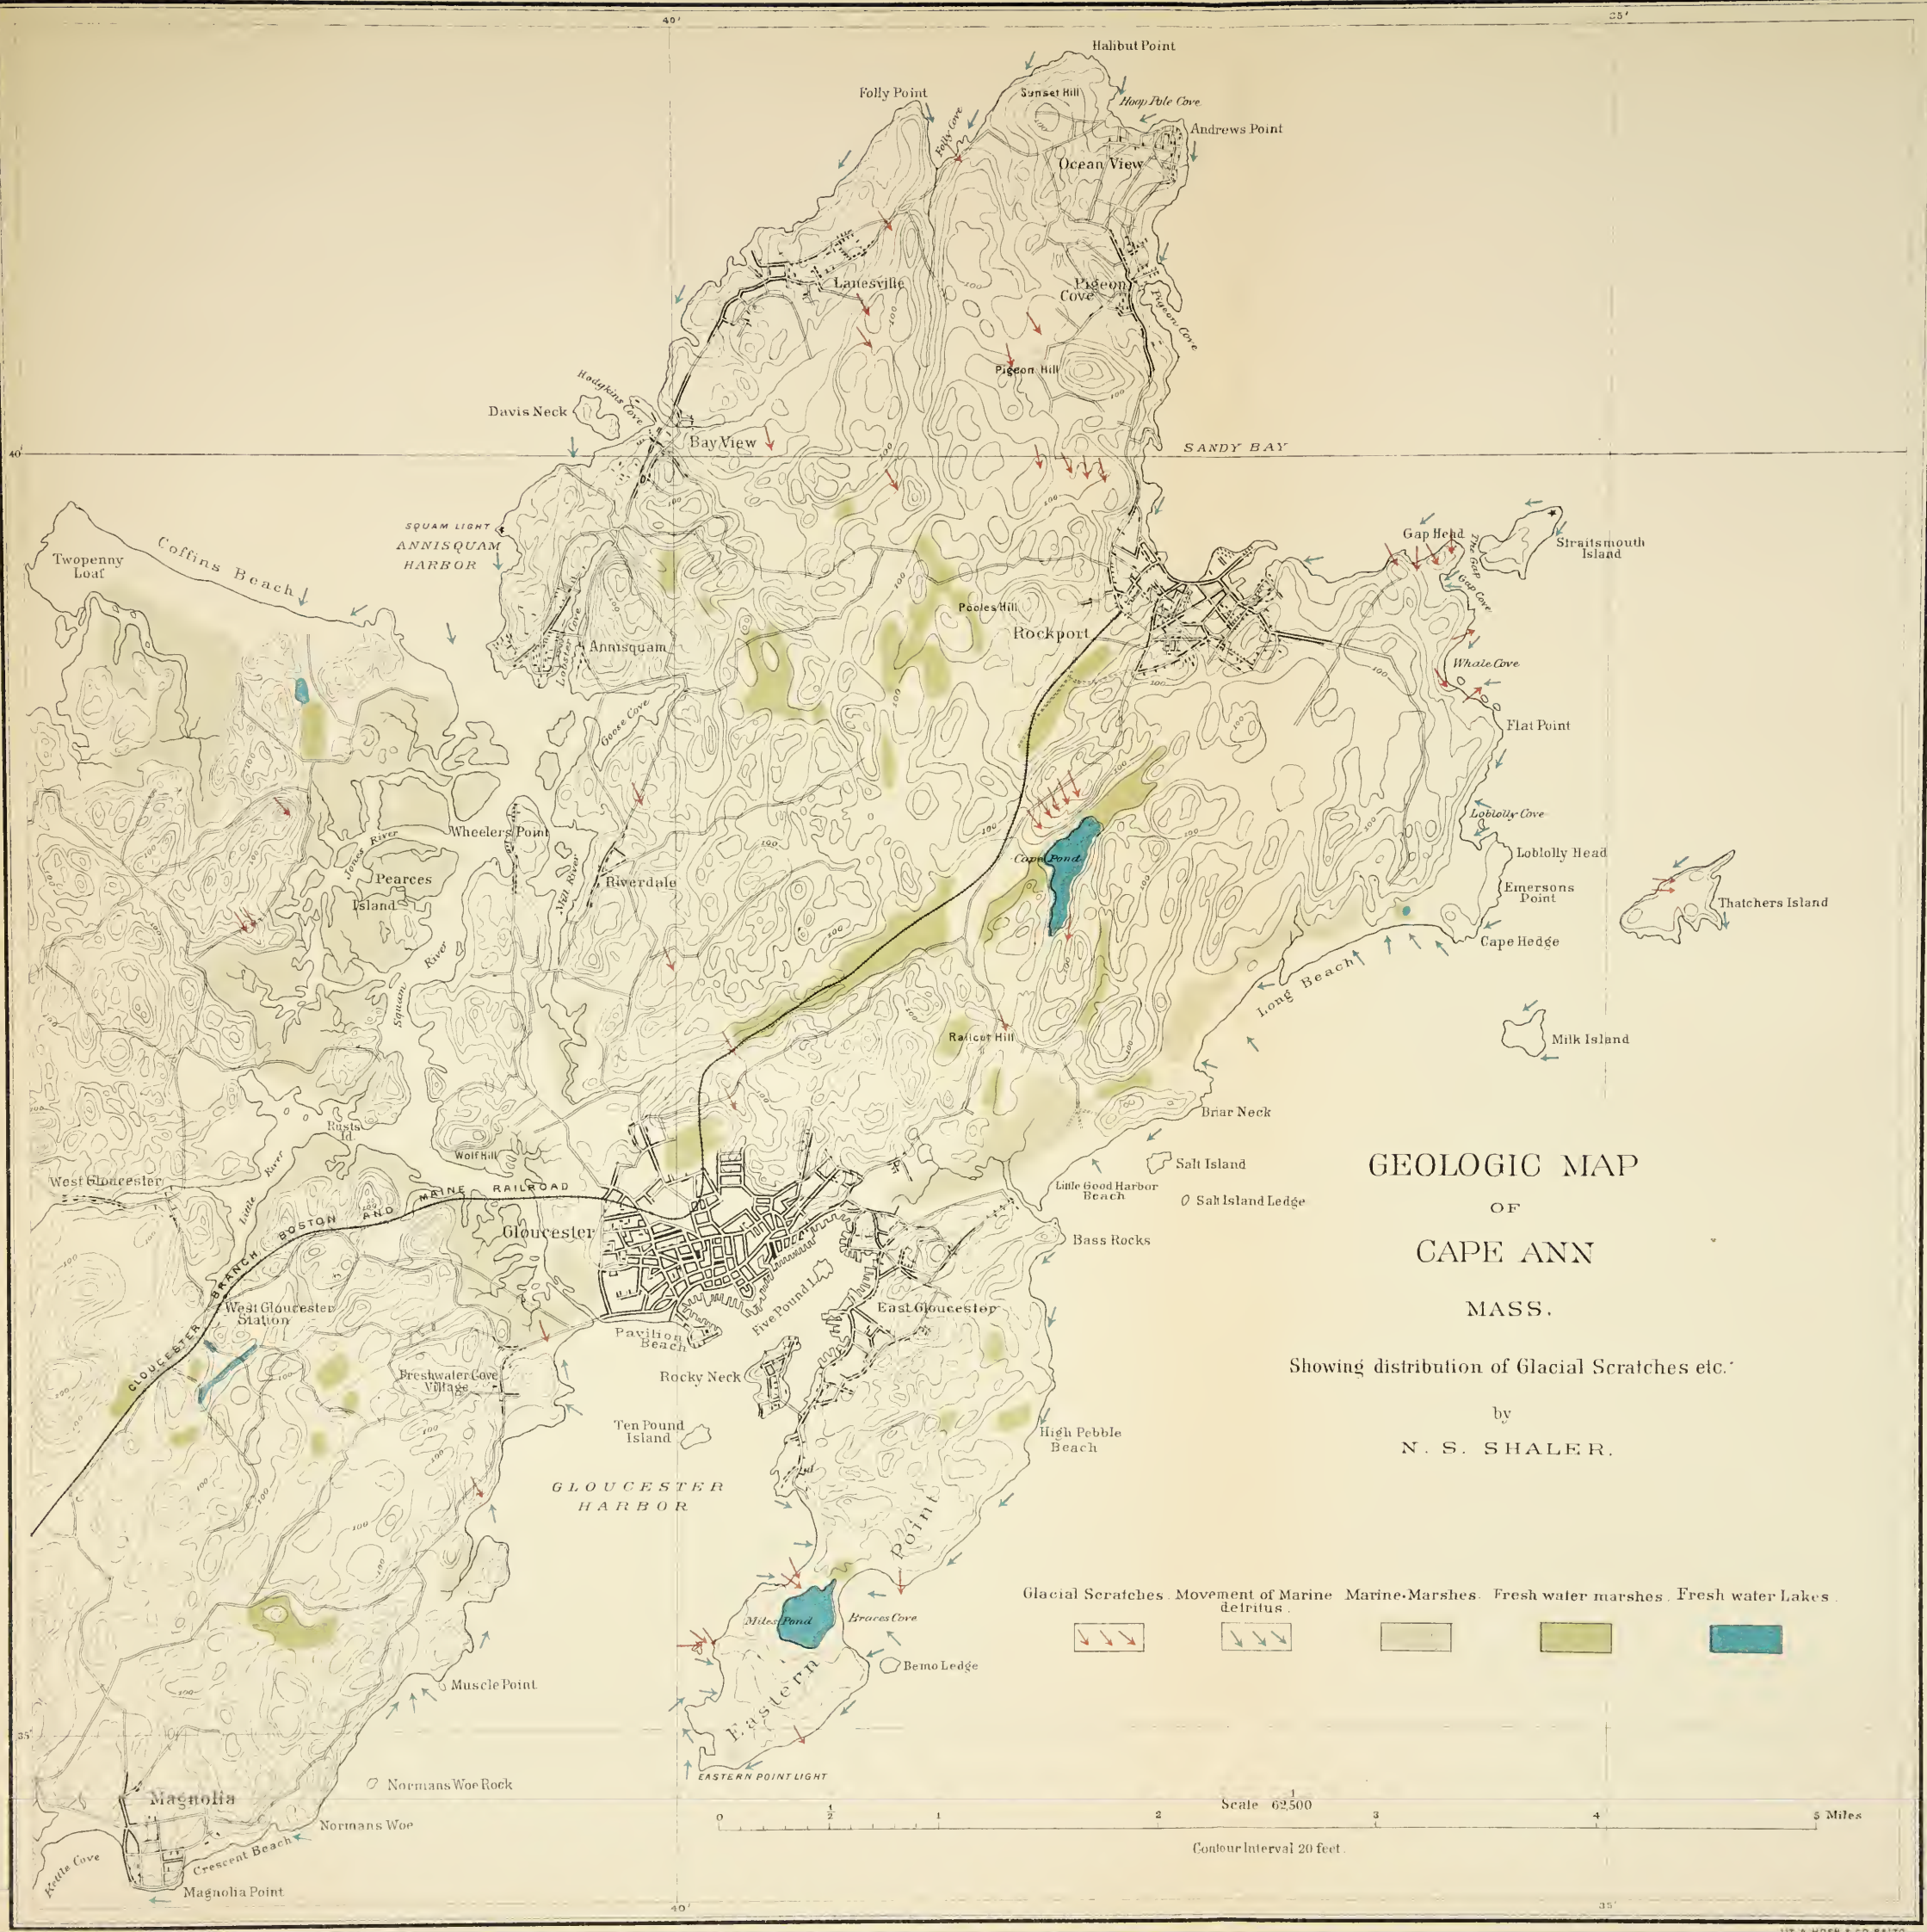 40'
35'
Halibut Point
Folly Point
Sunset Hill
Hoop Pole Cove
Folly Cove
Andrews Point
Ocean View
Lanesville
Pigeon
Cove
Pigeon Cove
Pigeon Hill
Hodgkins Cove
Davis Neck
Bay View
40'
SANDY BAY
SQUAM LIGHT
ANNISQUAM
HARBOR
Gap Head
The Gap
Straitsmouth
Island
Gap Cove
Twopenny
Loaf
Coffins Beach
Pooles Hill
Rockport
Lobster Cove
Annisquam
Whale Cove
Goose Cove
Flat Point
Loblolly Cove
Wheelers Point
Jones River
Loblolly Head
Cape Pond
Pearces
Island
Mill River
Riverdale
Emersons
Point
Thatchers Island
Cape Hedge
Squam River
Long Beach
Railcut Hill
Milk Island
Briar Neck
Rusts
Id.
Wolf Hill
Little River
West Gloucester
Salt Island
Little Good Harbor
Beach
Salt Island Ledge
GLOUCESTER BRANCH BOSTON AND MAINE RAILROAD
Gloucester
Bass Rocks
GEOLOGIC MAP
OF
CAPE ANN
MASS.
Showing distribution of Glacial Scratches etc.
by
N. S. SHALER.
West Gloucester
Station
Five Pound I.
East Gloucester
Pavilion
Beach
Freshwater Cove
Village
Rocky Neck
Ten Pound
Island
High Pebble
Beach
GLOUCESTER
HARBOR
Miles Pond
Braces Cove
Bemo Ledge
Eastern Point
Muscle Point
35'
EASTERN POINT LIGHT
Glacial Scratches. Movement of Marine detritus. Marine Marshes. Fresh water marshes. Fresh water Lakes.
Normans Woe Rock
Magnolia
Normans Woe
Crescent Beach
Kettle Cove
Magnolia Point
Scale 1/62,500
0 1/2 1 2 3 4 5 Miles
Contour Interval 20 feet.
40'
35'